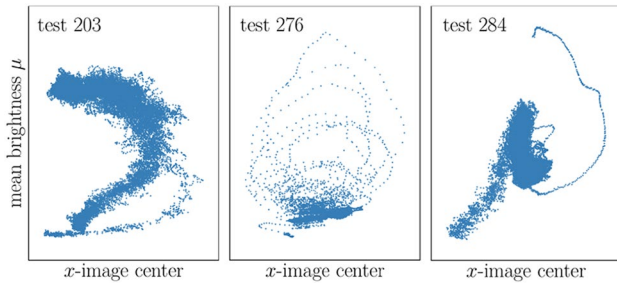 test 203
test 276
test 284
mean brightness μ
x-image center
x-image center
x-image center